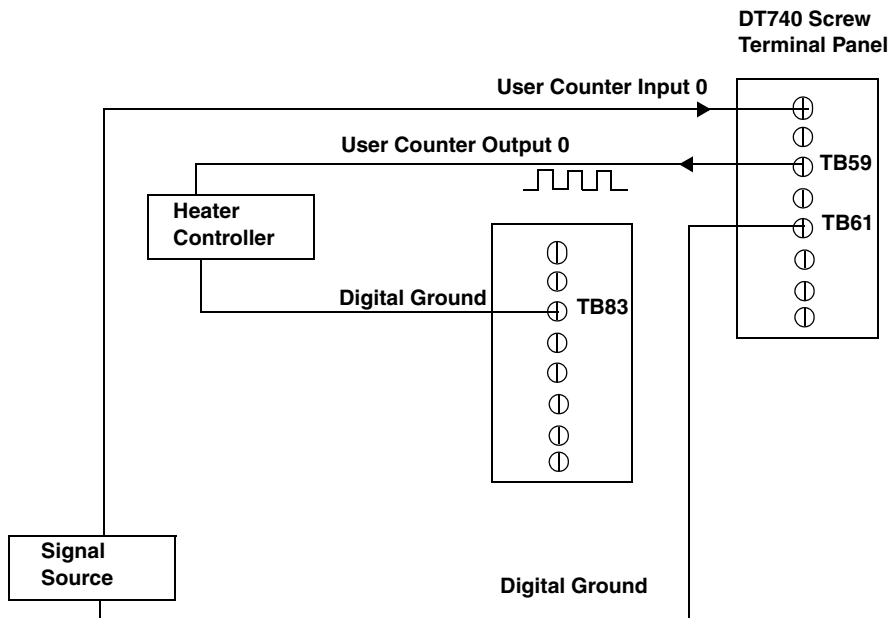 DT740 Screw
Terminal Panel
User Counter Input 0
User Counter Output 0
TB59
Heater
Controller
TB61
Digital Ground
TB83
Signal
Source
Digital Ground